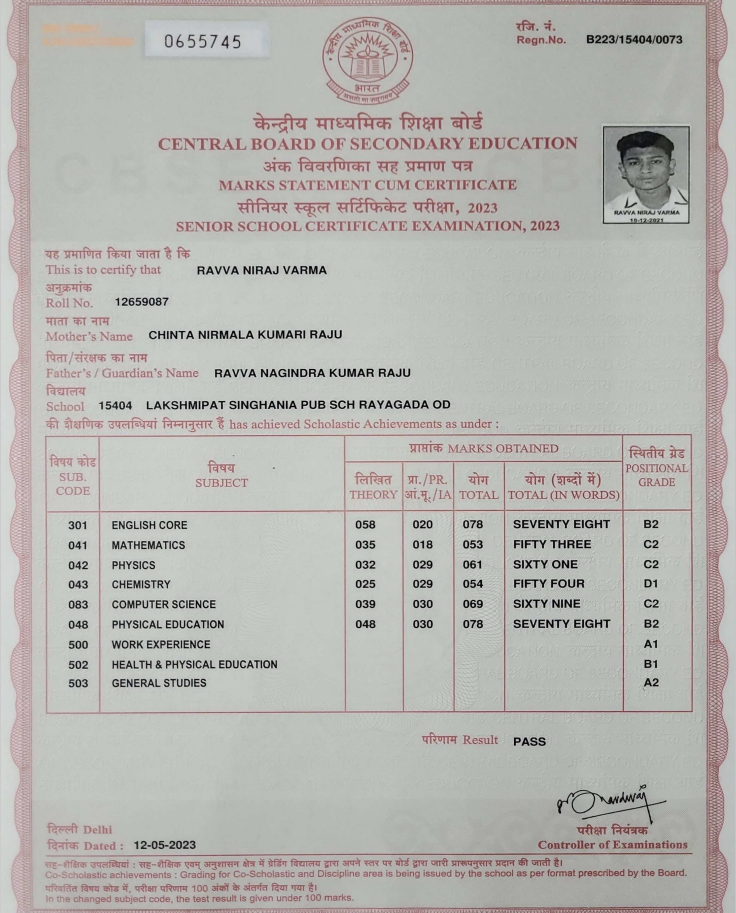 0655745
रजि. नं.
Regn.No. B223/15404/0073
केन्द्रीय माध्यमिक शिक्षा बोर्ड
भारत
केन्द्रीय माध्यमिक शिक्षा बोर्ड
CENTRAL BOARD OF SECONDARY EDUCATION
अंक विवरणिका सह प्रमाण पत्र
MARKS STATEMENT CUM CERTIFICATE
सीनियर स्कूल सर्टिफिकेट परीक्षा, 2023
SENIOR SCHOOL CERTIFICATE EXAMINATION, 2023
RAVVA NIRAJ VARMA
10-12-2021
यह प्रमाणित किया जाता है कि
This is to certify that RAVVA NIRAJ VARMA
अनुक्रमांक
Roll No. 12659087
माता का नाम
Mother's Name CHINTA NIRMALA KUMARI RAJU
पिता/संरक्षक का नाम
Father's / Guardian's Name RAVVA NAGINDRA KUMAR RAJU
विद्यालय
School 15404 LAKSHMIPAT SINGHANIA PUB SCH RAYAGADA OD
की शैक्षणिक उपलब्धियां निम्नानुसार हैं has achieved Scholastic Achievements as under :
विषय कोड SUB. CODE
विषय SUBJECT
प्राप्तांक MARKS OBTAINED
लिखित THEORY
प्रा./PR. आं.मू./IA
योग TOTAL
योग (शब्दों में) TOTAL (IN WORDS)
स्थितीय ग्रेड POSITIONAL GRADE
301 ENGLISH CORE 058 020 078 SEVENTY EIGHT B2
041 MATHEMATICS 035 018 053 FIFTY THREE C2
042 PHYSICS 032 029 061 SIXTY ONE C2
043 CHEMISTRY 025 029 054 FIFTY FOUR D1
083 COMPUTER SCIENCE 039 030 069 SIXTY NINE C2
048 PHYSICAL EDUCATION 048 030 078 SEVENTY EIGHT B2
500 WORK EXPERIENCE A1
502 HEALTH & PHYSICAL EDUCATION B1
503 GENERAL STUDIES A2
परिणाम Result PASS
दिल्ली Delhi
दिनांक Dated : 12-05-2023
परीक्षा नियंत्रक
Controller of Examinations
सह-शैक्षिक उपलब्धियां : सह-शैक्षिक एवम् अनुशासन क्षेत्र में ग्रेडिंग विद्यालय द्वारा अपने स्तर पर बोर्ड द्वारा जारी प्रारूपनुसार प्रदान की जाती है।
Co-Scholastic achievements : Grading for Co-Scholastic and Discipline area is being issued by the school as per format prescribed by the Board.
परिवर्तित विषय कोड में, परीक्षा परिणाम 100 अंकों के अंतर्गत दिया गया है।
In the changed subject code, the test result is given under 100 marks.